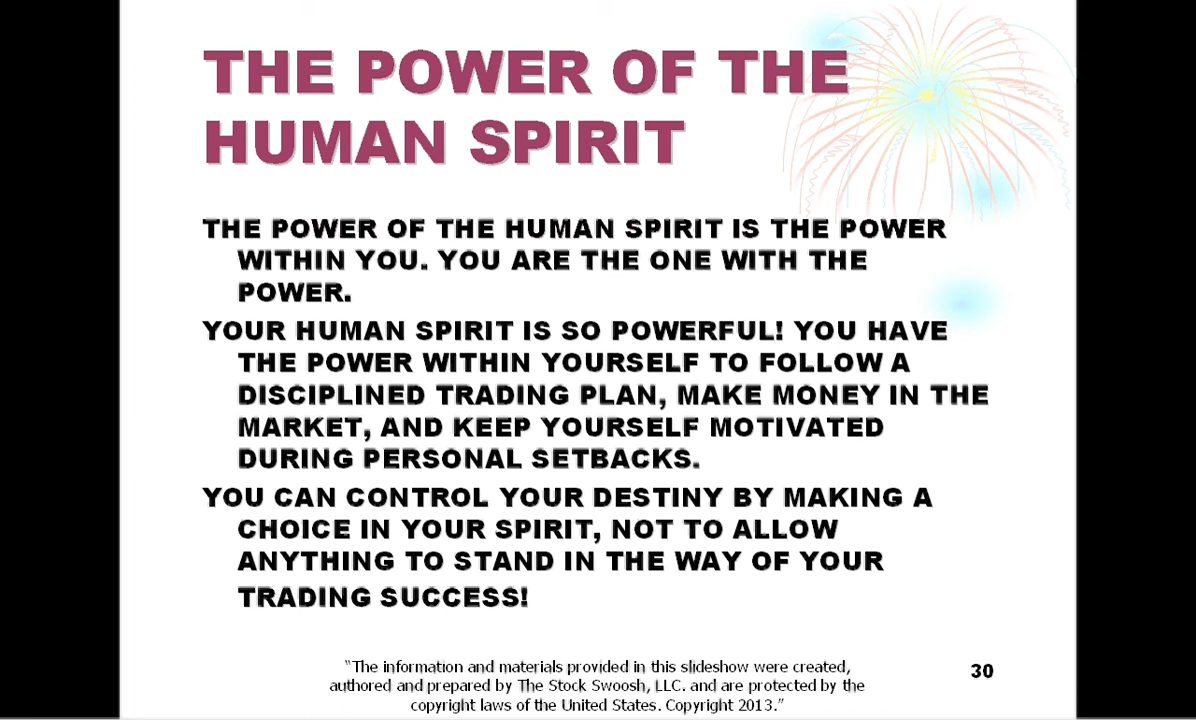 THE POWER OF THE
HUMAN SPIRIT
THE POWER OF THE HUMAN SPIRIT IS THE POWER
WITHIN YOU. YOU ARE THE ONE WITH THE
POWER.
YOUR HUMAN SPIRIT IS SO POWERFUL! YOU HAVE
THE POWER WITHIN YOURSELF TO FOLLOW A
DISCIPLINED TRADING PLAN, MAKE MONEY IN THE
MARKET, AND KEEP YOURSELF MOTIVATED
DURING PERSONAL SETBACKS.
YOU CAN CONTROL YOUR DESTINY BY MAKING A
CHOICE IN YOUR SPIRIT, NOT TO ALLOW
ANYTHING TO STAND IN THE WAY OF YOUR
TRADING SUCCESS!
"The information and materials provided in this slideshow were created,
authored and prepared by The Stock Swoosh, LLC. and are protected by the
copyright laws of the United States. Copyright 2013."
30